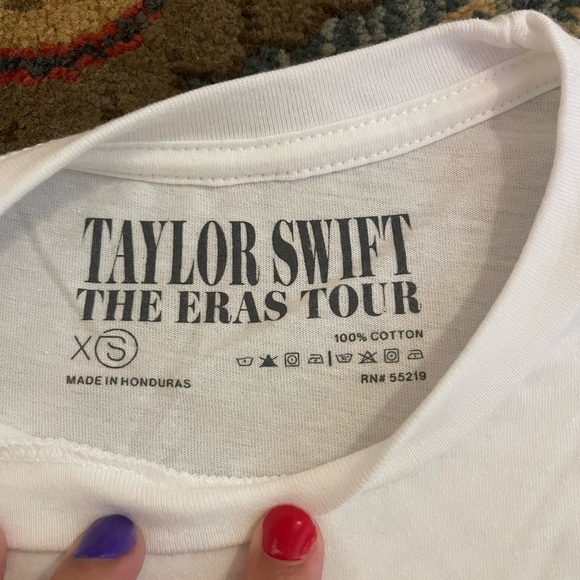 TAYLOR SWIFT
THE ERAS TOUR
XS
100% COTTON
MADE IN HONDURAS
RN# 55219